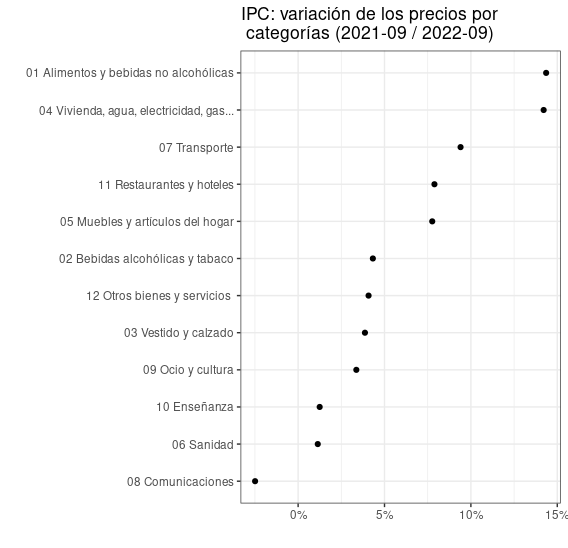 IPC: variación de los precios por
categorías (2021-09 / 2022-09)
01 Alimentos y bebidas no alcohólicas
04 Vivienda, agua, electricidad, gas...
07 Transporte
11 Restaurantes y hoteles
05 Muebles y artículos del hogar
02 Bebidas alcohólicas y tabaco
12 Otros bienes y servicios
03 Vestido y calzado
09 Ocio y cultura
10 Enseñanza
06 Sanidad
08 Comunicaciones
0% 5% 10% 15%